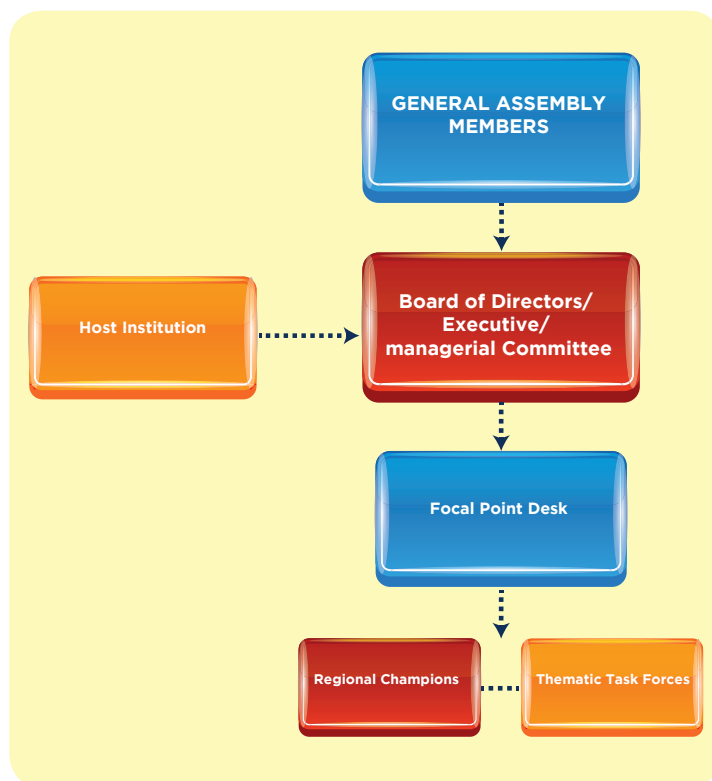 GENERAL ASSEMBLY
MEMBERS
Host Institution
Board of Directors/
Executive/
managerial Committee
Focal Point Desk
Regional Champions
Thematic Task Forces